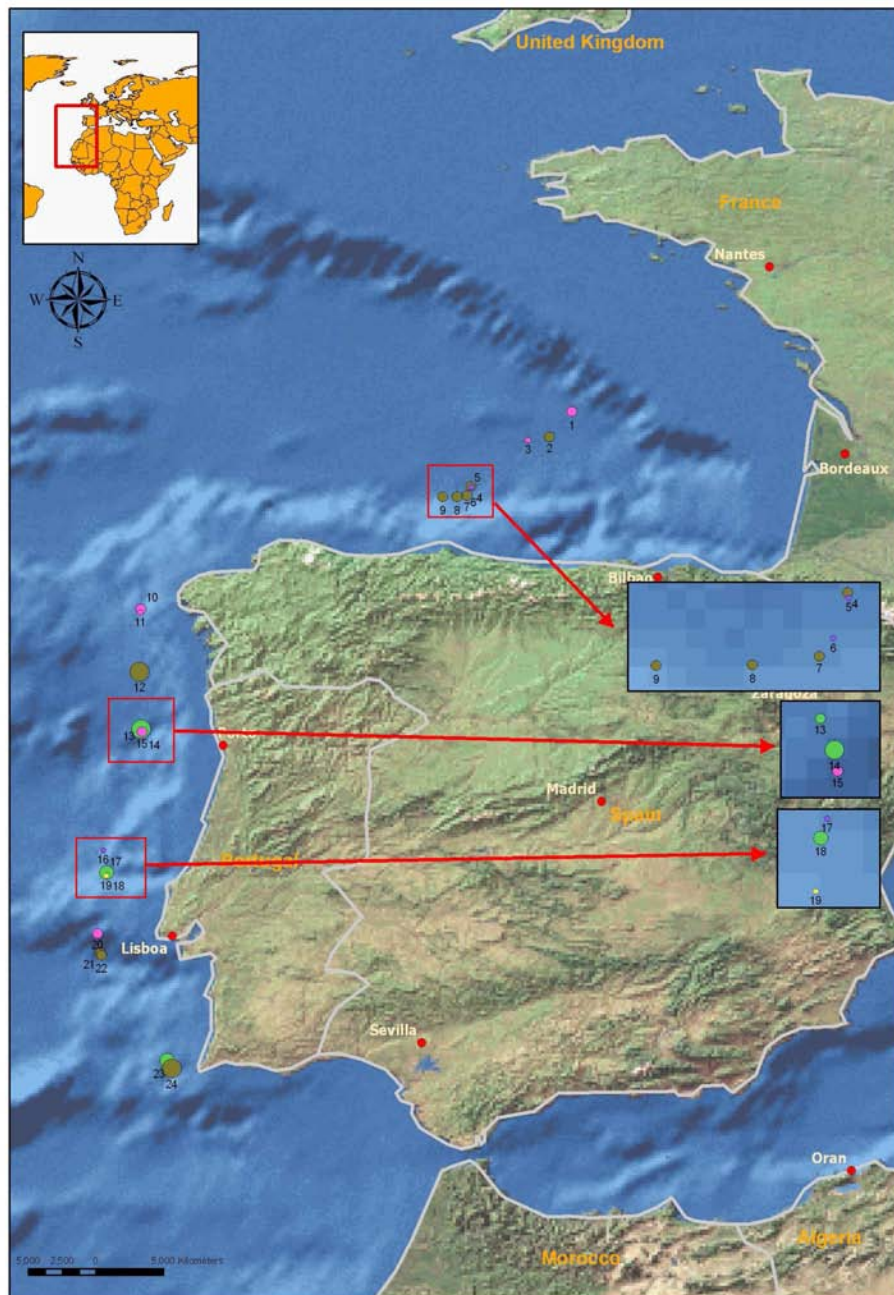 United Kingdom
France
N
W E
S
Nantes
1
3 2
Bordeaux
5
9 8 7 6 4
Bilbao
10
11
5 4
6
7
9 8
12
Zaragoza
13
13 15 14
14
15
Madrid
Spain
17
16 17
Portugal
18
19 18
19
20
Lisboa
21 22
Sevilla
23
24
Oran
5,000 2,500 0 5,000 Kilometers
Morocco
Algeria